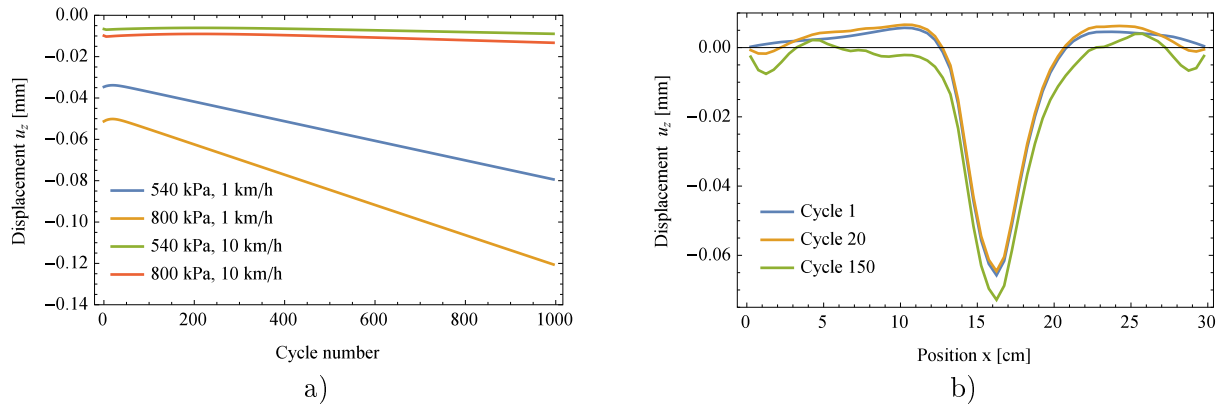 0.00
−0.02
−0.04
−0.06
−0.08
−0.10
−0.12
−0.14
Displacement u_z [mm]
540 kPa, 1 km/h
800 kPa, 1 km/h
540 kPa, 10 km/h
800 kPa, 10 km/h
0 200 400 600 800 1000
Cycle number
a)
0.00
−0.02
−0.04
−0.06
Displacement u_z [mm]
Cycle 1
Cycle 20
Cycle 150
0 5 10 15 20 25 30
Position x [cm]
b)